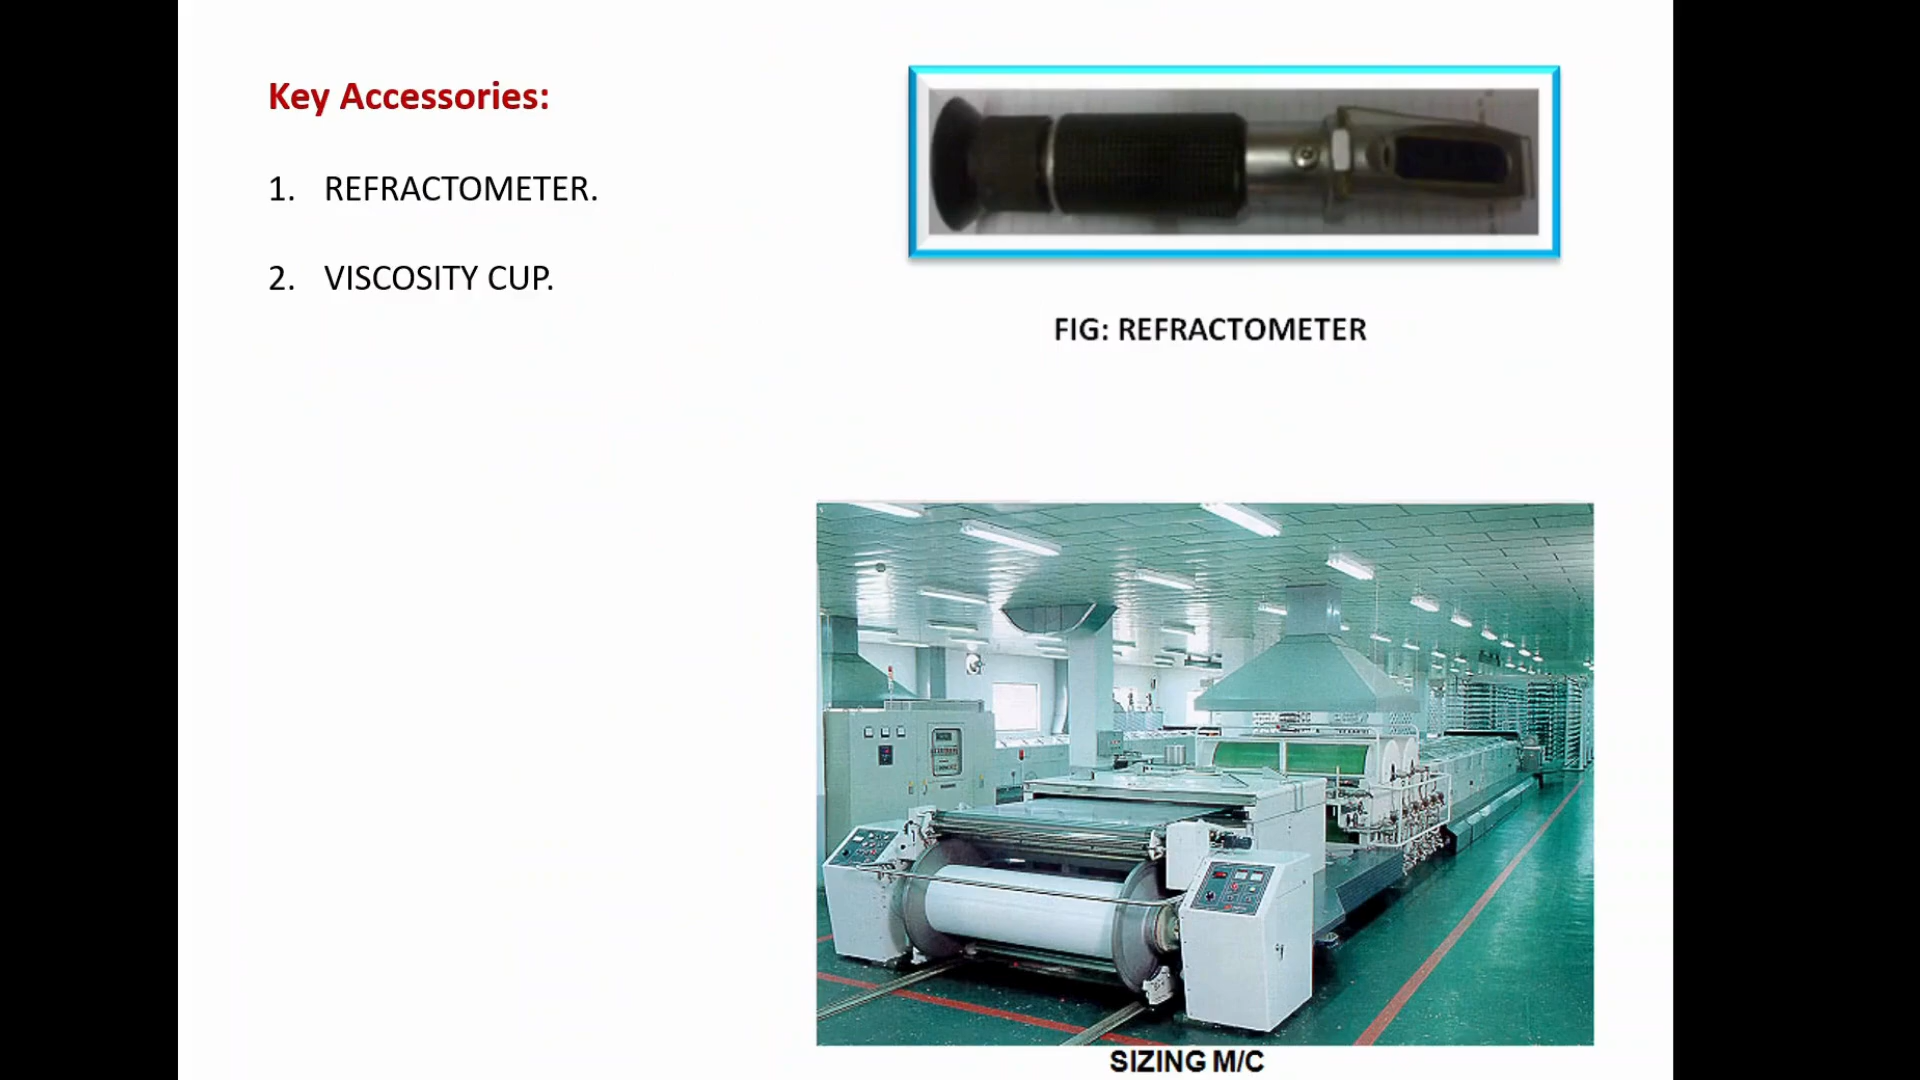 Key Accessories:
1. REFRACTOMETER.
2. VISCOSITY CUP.
FIG: REFRACTOMETER
SIZING M/C